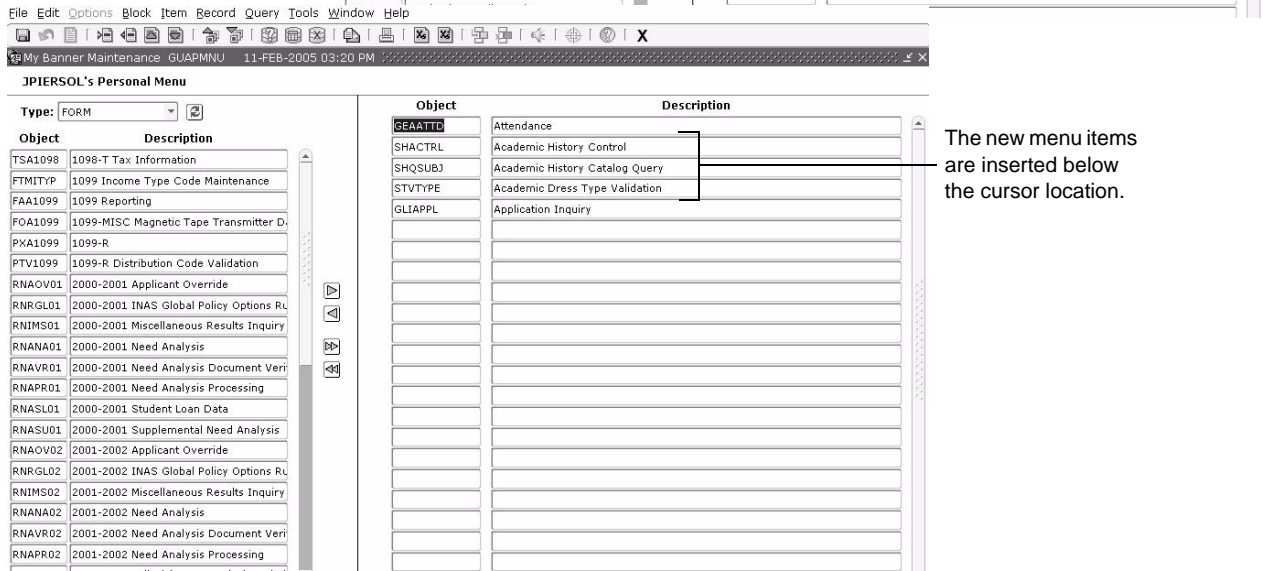 File Edit Options Block Item Record Query Tools Window Help
X
My Banner Maintenance GUAPMNU 11-FEB-2005 03:20 PM
JPIERSOL's Personal Menu
Type: FORM
Object Description
TSA1098 1098-T Tax Information
FTMITYP 1099 Income Type Code Maintenance
FAA1099 1099 Reporting
FOA1099 1099-MISC Magnetic Tape Transmitter D
PXA1099 1099-R
PTV1099 1099-R Distribution Code Validation
RNAOV01 2000-2001 Applicant Override
RNRGL01 2000-2001 INAS Global Policy Options Ru
RNIMS01 2000-2001 Miscellaneous Results Inquiry
RNANA01 2000-2001 Need Analysis
RNAVR01 2000-2001 Need Analysis Document Veri
RNAPR01 2000-2001 Need Analysis Processing
RNASL01 2000-2001 Student Loan Data
RNASU01 2000-2001 Supplemental Need Analysis
RNAOV02 2001-2002 Applicant Override
RNRGL02 2001-2002 INAS Global Policy Options Ru
RNIMS02 2001-2002 Miscellaneous Results Inquiry
RNANA02 2001-2002 Need Analysis
RNAVR02 2001-2002 Need Analysis Document Veri
RNAPR02 2001-2002 Need Analysis Processing
Object Description
GEAATTD Attendance
SHACTRL Academic History Control
SHQSUBJ Academic History Catalog Query
STVTYPE Academic Dress Type Validation
GLIAPPL Application Inquiry
The new menu items
are inserted below
the cursor location.